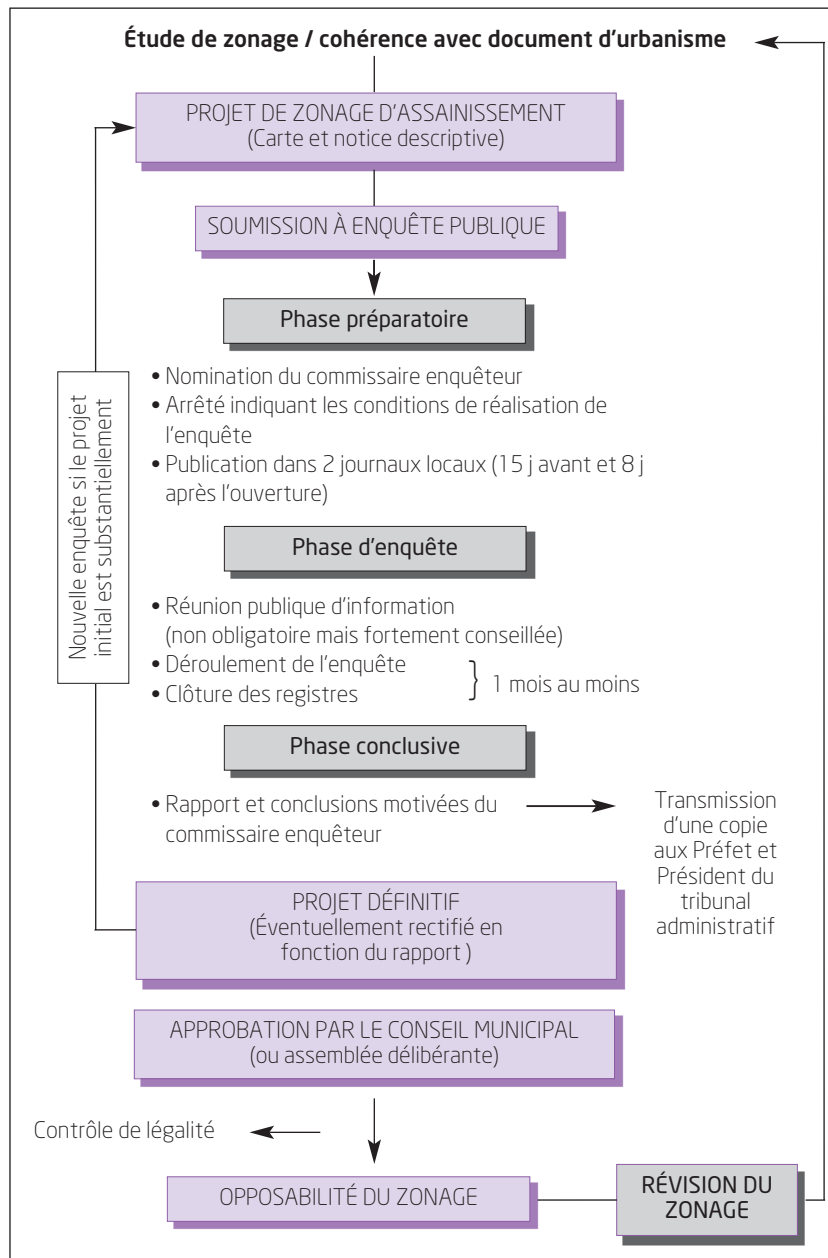 Étude de zonage / cohérence avec document d'urbanisme
PROJET DE ZONAGE D'ASSAINISSEMENT
(Carte et notice descriptive)
SOUMISSION À ENQUÊTE PUBLIQUE
Phase préparatoire
• Nomination du commissaire enquêteur
• Arrêté indiquant les conditions de réalisation de
l'enquête
• Publication dans 2 journaux locaux (15 j avant et 8 j
après l'ouverture)
Nouvelle enquête si le projet
initial est substantiellement
Phase d'enquête
• Réunion publique d'information
(non obligatoire mais fortement conseillée)
• Déroulement de l'enquête
• Clôture des registres
} 1 mois au moins
Phase conclusive
• Rapport et conclusions motivées du
commissaire enquêteur
Transmission
d'une copie
aux Préfet et
Président du
tribunal
administratif
PROJET DÉFINITIF
(Éventuellement rectifié en
fonction du rapport )
APPROBATION PAR LE CONSEIL MUNICIPAL
(ou assemblée délibérante)
Contrôle de légalité
OPPOSABILITÉ DU ZONAGE
RÉVISION DU
ZONAGE